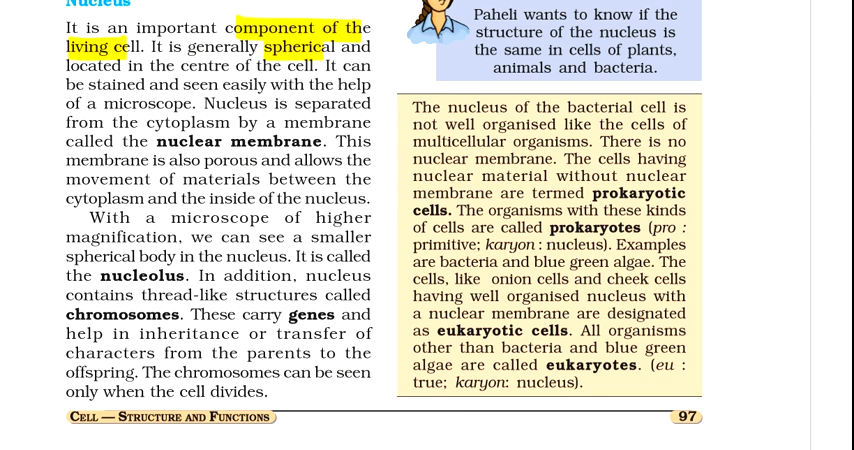 Nucleus
It is an important component of the
living cell. It is generally spherical and
located in the centre of the cell. It can
be stained and seen easily with the help
of a microscope. Nucleus is separated
from the cytoplasm by a membrane
called the nuclear membrane. This
membrane is also porous and allows the
movement of materials between the
cytoplasm and the inside of the nucleus.
With a microscope of higher
magnification, we can see a smaller
spherical body in the nucleus. It is called
the nucleolus. In addition, nucleus
contains thread-like structures called
chromosomes. These carry genes and
help in inheritance or transfer of
characters from the parents to the
offspring. The chromosomes can be seen
only when the cell divides.
Paheli wants to know if the
structure of the nucleus is
the same in cells of plants,
animals and bacteria.
The nucleus of the bacterial cell is
not well organised like the cells of
multicellular organisms. There is no
nuclear membrane. The cells having
nuclear material without nuclear
membrane are termed prokaryotic
cells. The organisms with these kinds
of cells are called prokaryotes (pro :
primitive; karyon : nucleus). Examples
are bacteria and blue green algae. The
cells, like onion cells and cheek cells
having well organised nucleus with
a nuclear membrane are designated
as eukaryotic cells. All organisms
other than bacteria and blue green
algae are called eukaryotes. (eu :
true; karyon: nucleus).
CELL — STRUCTURE AND FUNCTIONS
97